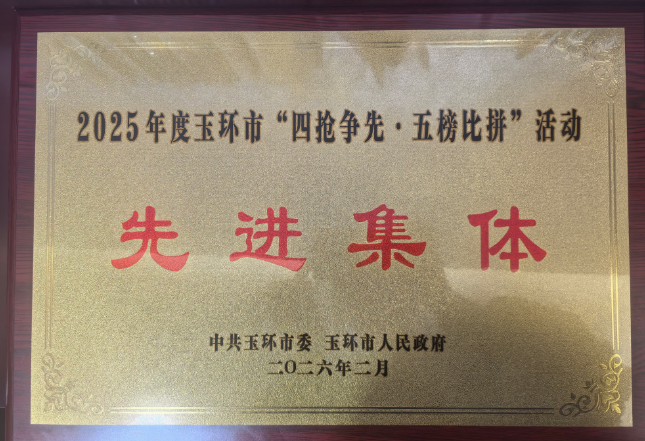 2025年度玉环市“四抢争先·五榜比拼”活动
先进集体
中共玉环市委 玉环市人民政府
二〇二六年二月